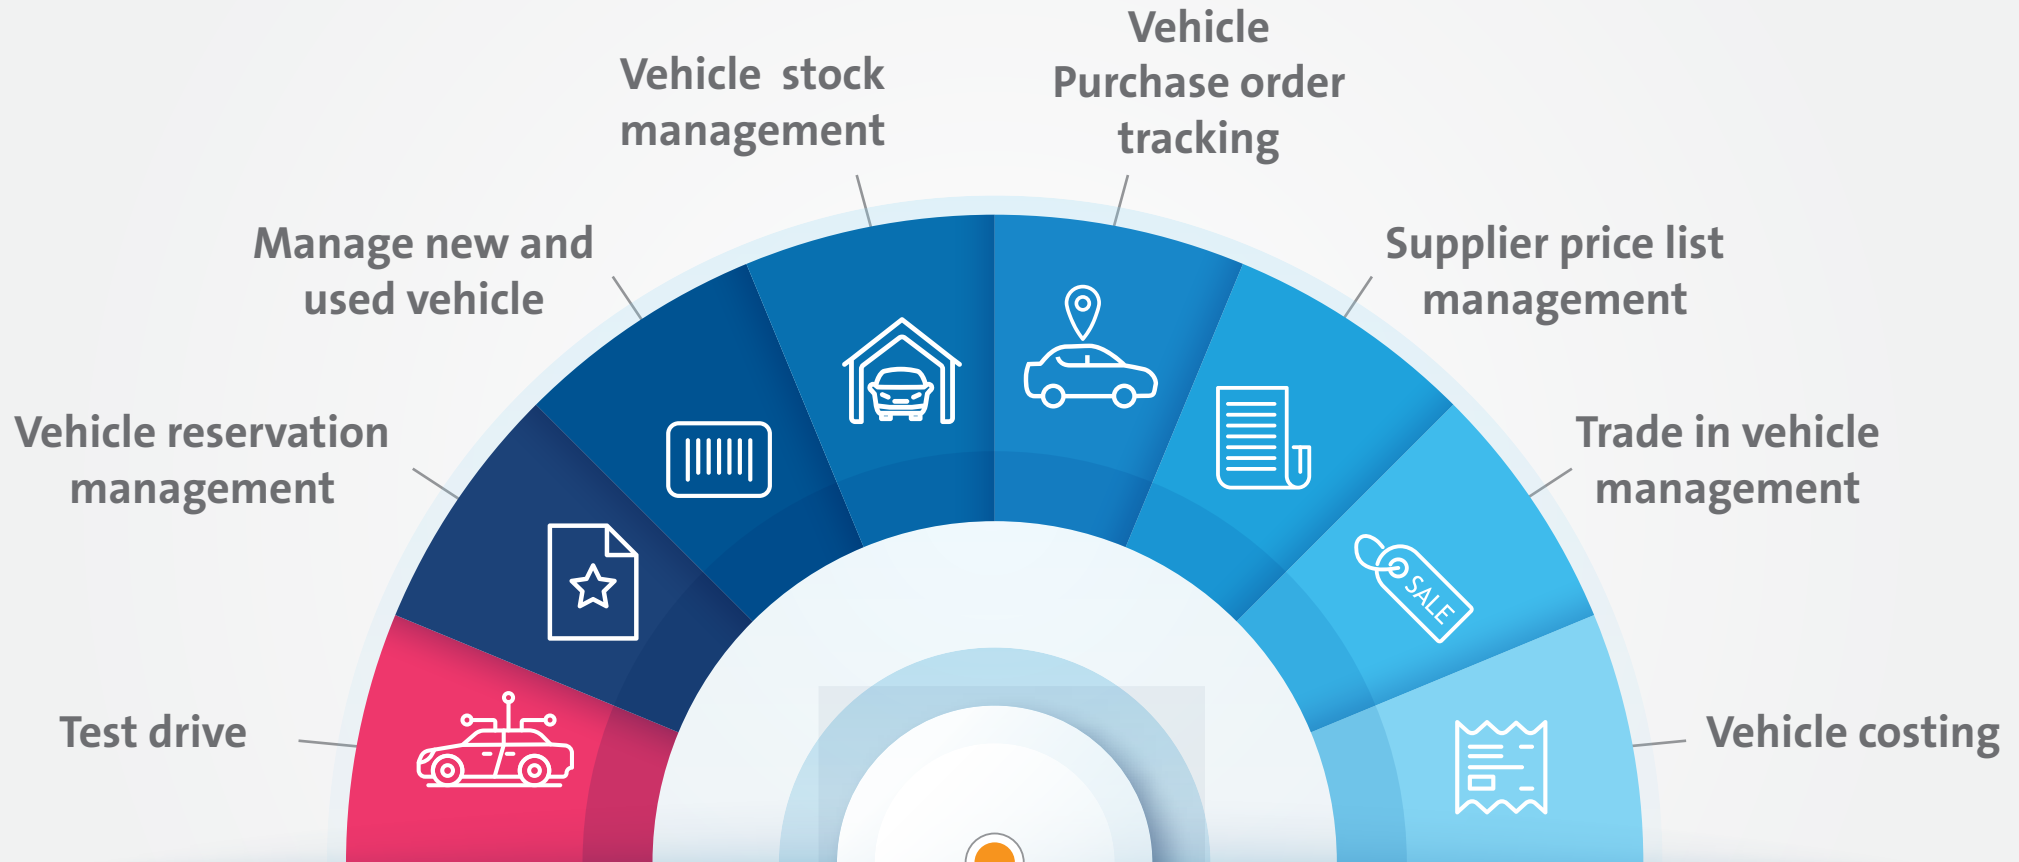 Vehicle
Purchase order
tracking
Vehicle stock
management
Manage new and
used vehicle
Supplier price list
management
Vehicle reservation
management
Trade in vehicle
management
SALE
Test drive
Vehicle costing